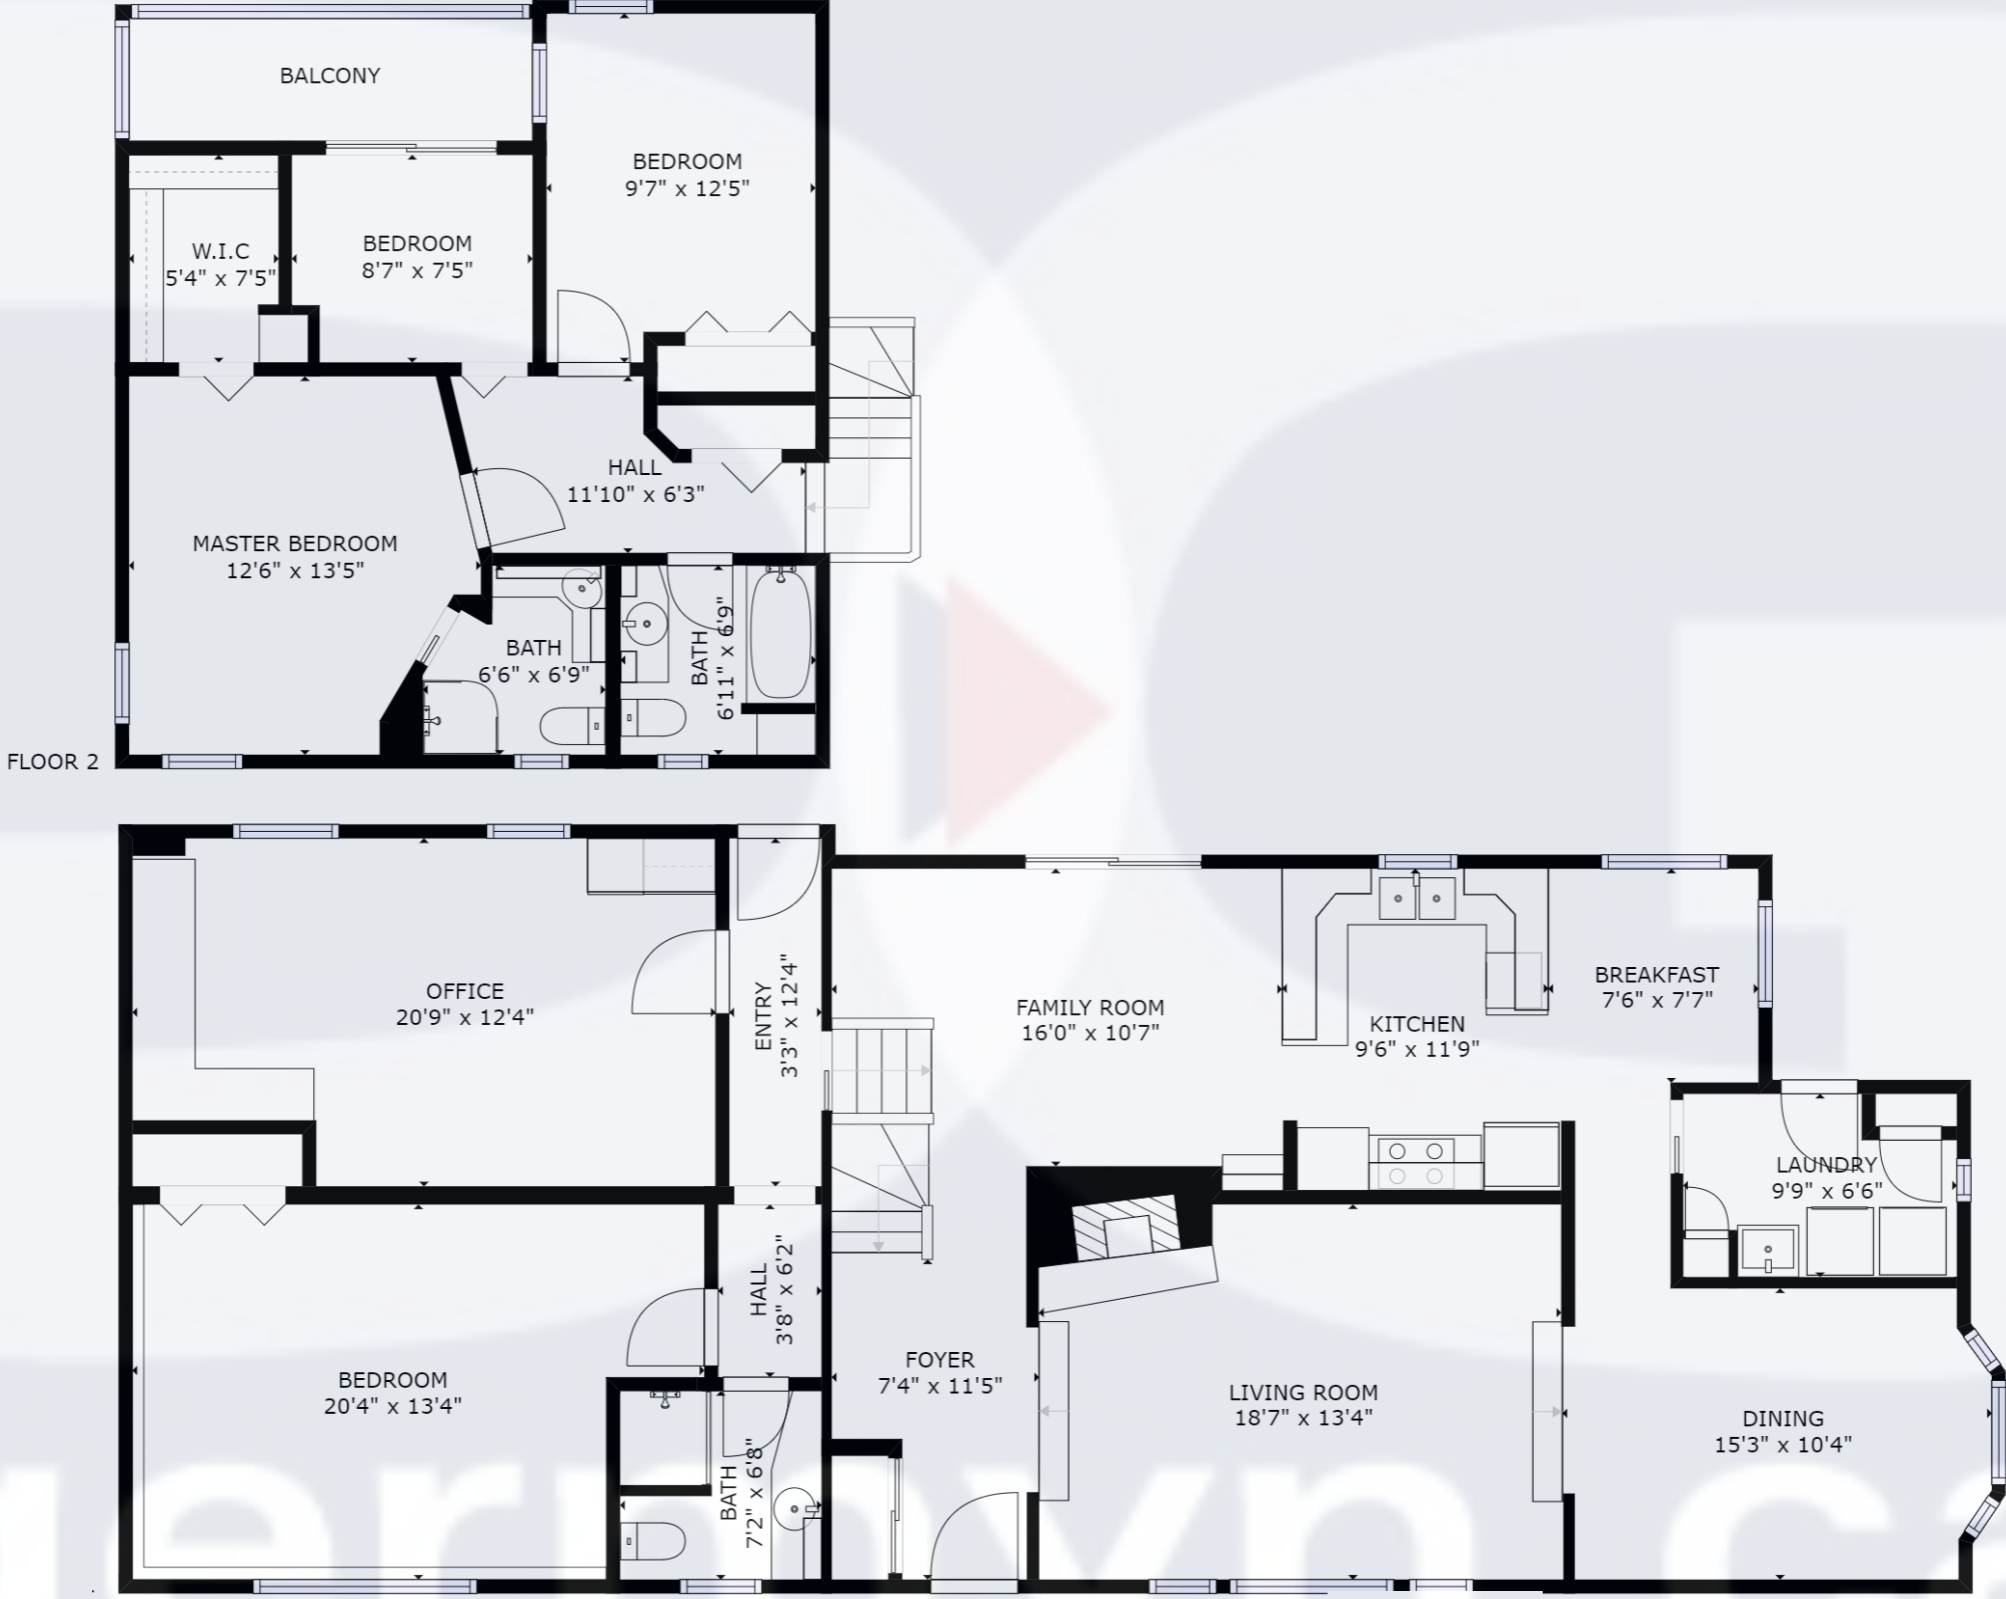 BALCONY
BEDROOM
9'7" x 12'5"
W.I.C
5'4" x 7'5"
BEDROOM
8'7" x 7'5"
HALL
11'10" x 6'3"
MASTER BEDROOM
12'6" x 13'5"
BATH
6'6" x 6'9"
BATH
6'11" x 6'9"
FLOOR 2
OFFICE
20'9" x 12'4"
ENTRY
3'3" x 12'4"
FAMILY ROOM
16'0" x 10'7"
KITCHEN
9'6" x 11'9"
BREAKFAST
7'6" x 7'7"
LAUNDRY
9'9" x 6'6"
HALL
3'8" x 6'2"
BEDROOM
20'4" x 13'4"
FOYER
7'4" x 11'5"
LIVING ROOM
18'7" x 13'4"
DINING
15'3" x 10'4"
BATH
7'2" x 6'8"